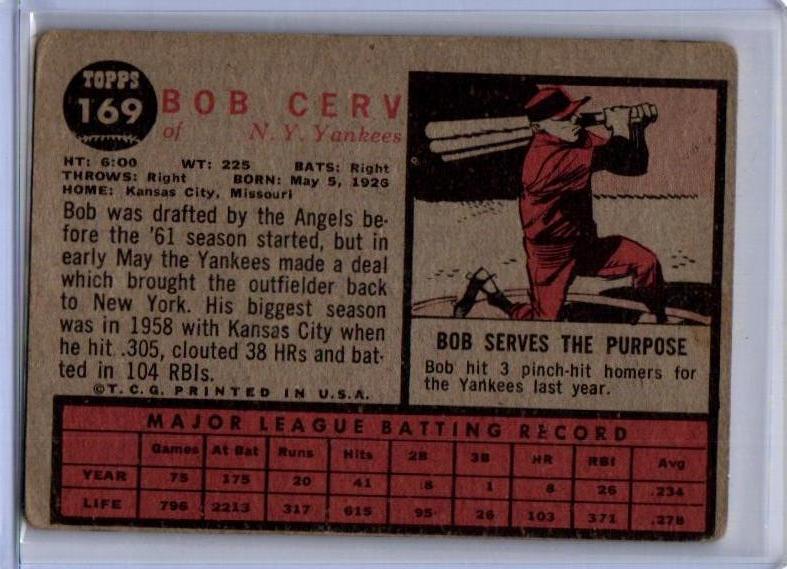 TOPPS
169
BOB CERV
of N. Y. Yankees
HT: 6:00 WT: 225 BATS: Right
THROWS: Right BORN: May 5, 1926
HOME: Kansas City, Missouri
Bob was drafted by the Angels be-
fore the '61 season started, but in
early May the Yankees made a deal
which brought the outfielder back
to New York. His biggest season
was in 1958 with Kansas City when
he hit .305, clouted 38 HRs and bat-
ted in 104 RBIs.
©T. C. G. PRINTED IN U.S.A.
BOB SERVES THE PURPOSE
Bob hit 3 pinch-hit homers for
the Yankees last year.
MAJOR LEAGUE BATTING RECORD
Games At Bat Runs Hits 2B 3B HR RBI Avg
YEAR 75 175 20 41 8 1 8 26 .234
LIFE 796 2213 317 615 95 26 103 371 .278